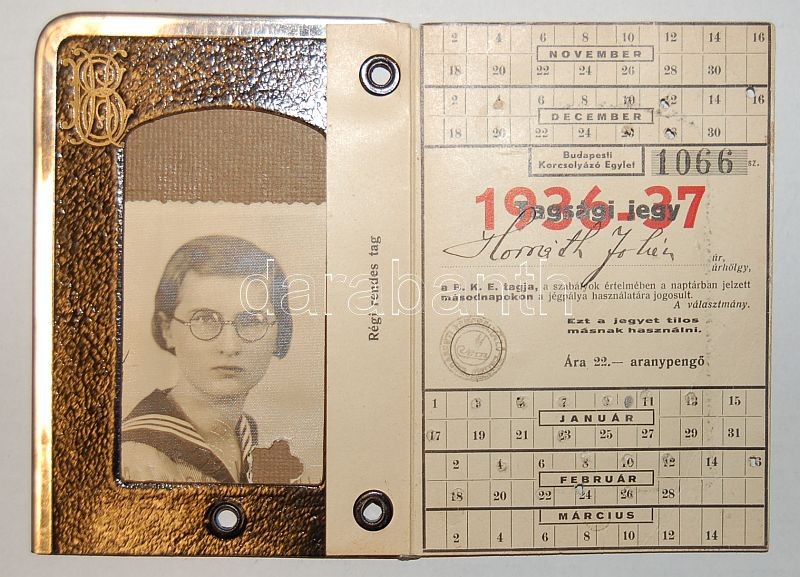 BKE
Régi rendes tag
2 4 6 8 10 12 14 16
NOVEMBER
18 20 22 24 26 28 30
2 4 6 8 10 12 14 16
DECEMBER
18 20 22 24 26 28 30
Budapesti
Korcsolyázó Egylet
1066 sz.
1936-37
Tagsági jegy
Horváth
úr,
úrhölgy,
a B. K. E. tagja, a szabályok értelmében a naptárban jelzett
másodnapokon a jégpálya használatára jogosult.
A választmány.
Ezt a jegyet tilos
másnak használni.
Ára 22.— aranypengő
1 3 5 7 9 11 13 15
JANUÁR
17 19 21 23 25 27 29 31
2 4 6 8 10 12 14 16
FEBRUÁR
18 20 22 24 26 28
MÁRCIUS
2 4 6 8 10 12 14
darabanth